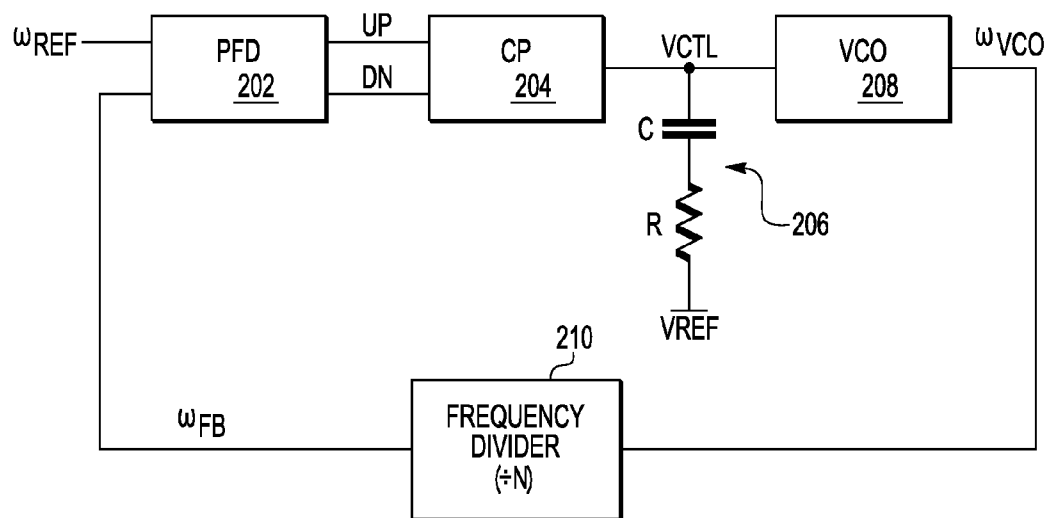 ωREF
PFD
202
UP
DN
CP
204
VCTL
VCO
208
ωVCO
C
R
206
VREF
210
FREQUENCY
DIVIDER
(÷N)
ωFB